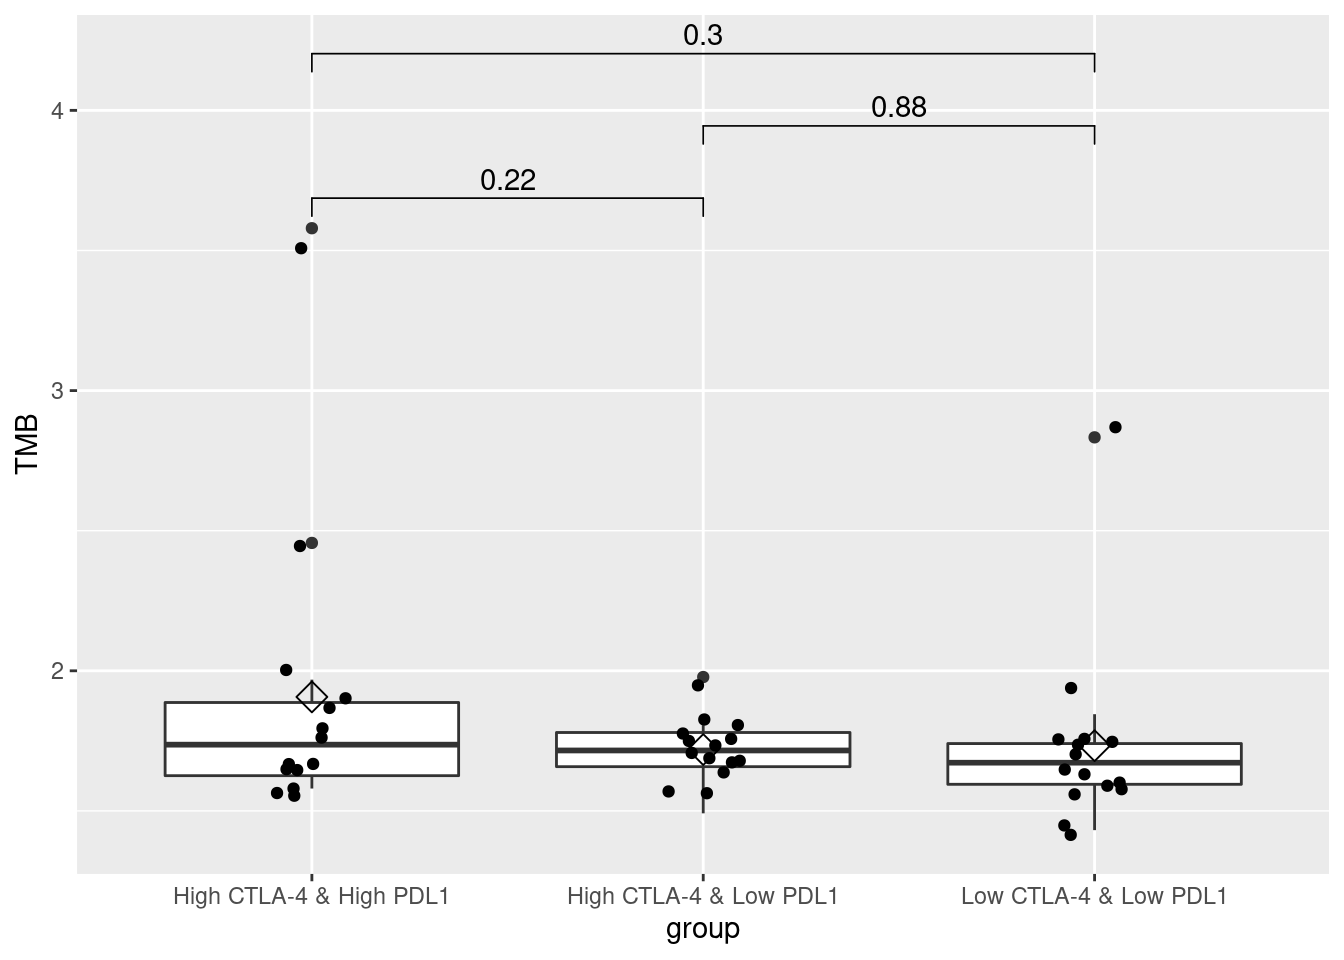 0.3
0.88
0.22
4
3
2
TMB
High CTLA-4 & High PDL1
High CTLA-4 & Low PDL1
Low CTLA-4 & Low PDL1
group